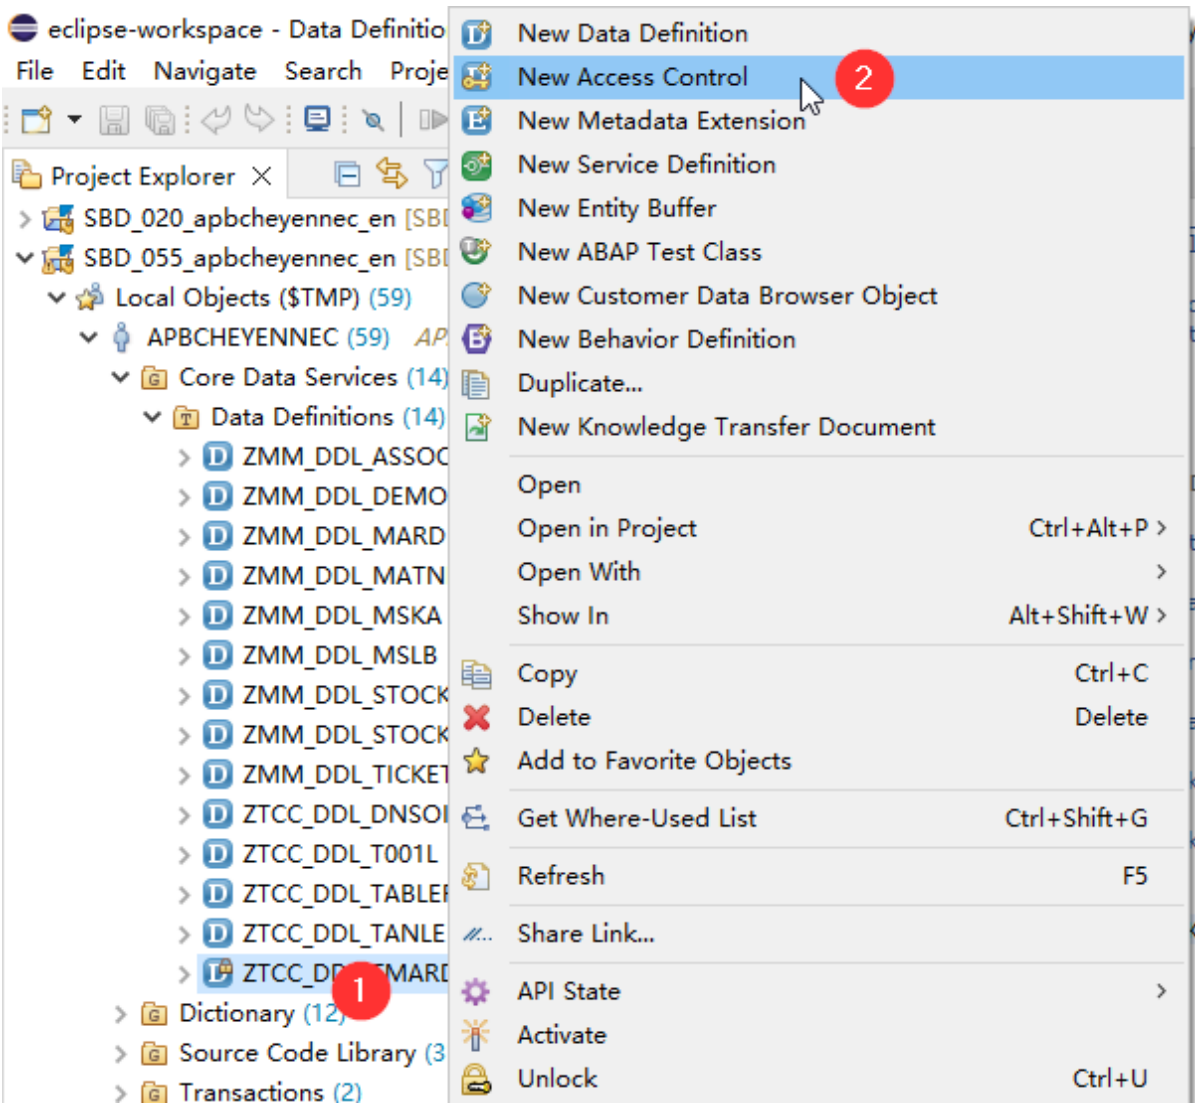 eclipse-workspace - Data Definitio
File Edit Navigate Search Proje
Project Explorer
SBD_020_apbcheyennec_en [SBI
SBD_055_apbcheyennec_en [SBI
Local Objects ($TMP) (59)
APBCHEYENNEC (59) AP
Core Data Services (14)
Data Definitions (14)
ZMM_DDL_ASSOC
ZMM_DDL_DEMO
ZMM_DDL_MARD
ZMM_DDL_MATN
ZMM_DDL_MSKA
ZMM_DDL_MSLB
ZMM_DDL_STOCK
ZMM_DDL_STOCK
ZMM_DDL_TICKET
ZTCC_DDL_DNSOI
ZTCC_DDL_T001L
ZTCC_DDL_TABLEF
ZTCC_DDL_TANLE
1
Dictionary (12)
Source Code Library (3
Transactions (2)
New Data Definition
New Access Control 2
New Metadata Extension
New Service Definition
New Entity Buffer
New ABAP Test Class
New Customer Data Browser Object
New Behavior Definition
Duplicate...
New Knowledge Transfer Document
Open
Open in Project Ctrl+Alt+P >
Open With >
Show In Alt+Shift+W >
Copy Ctrl+C
Delete Delete
Add to Favorite Objects
Get Where-Used List Ctrl+Shift+G
Refresh F5
Share Link...
API State >
Activate
Unlock Ctrl+U